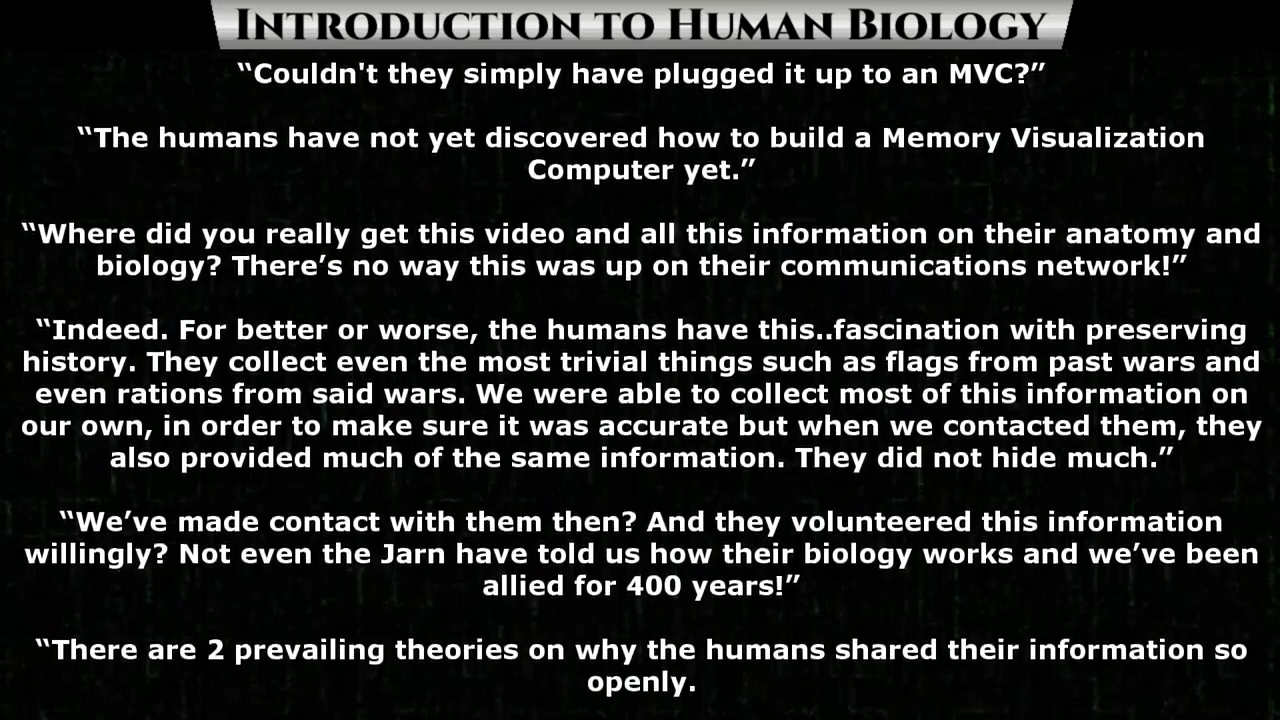 Introduction to Human Biology
“Couldn't they simply have plugged it up to an MVC?”
“The humans have not yet discovered how to build a Memory Visualization
Computer yet.”
“Where did you really get this video and all this information on their anatomy and
biology? There’s no way this was up on their communications network!”
“Indeed. For better or worse, the humans have this..fascination with preserving
history. They collect even the most trivial things such as flags from past wars and
even rations from said wars. We were able to collect most of this information on
our own, in order to make sure it was accurate but when we contacted them, they
also provided much of the same information. They did not hide much.”
“We’ve made contact with them then? And they volunteered this information
willingly? Not even the Jarn have told us how their biology works and we’ve been
allied for 400 years!”
“There are 2 prevailing theories on why the humans shared their information so
openly.